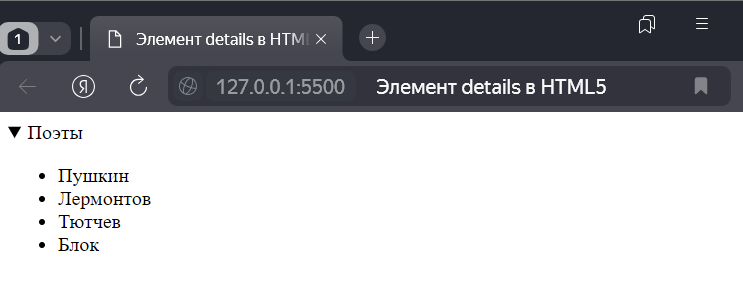 1
Элемент details в HTML
Я
127.0.0.1:5500 Элемент details в HTML5
Поэты
Пушкин
Лермонтов
Тютчев
Блок